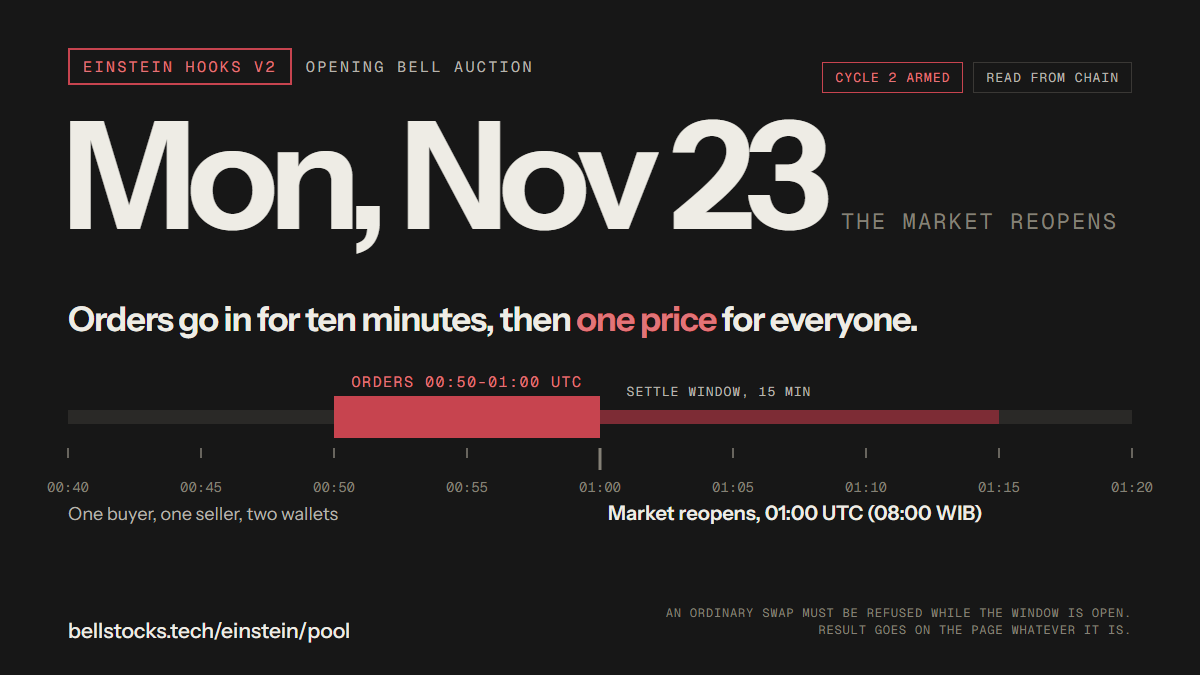 EINSTEIN HOOKS V2
OPENING BELL AUCTION
CYCLE 2 ARMED
READ FROM CHAIN
Mon, Nov 23
THE MARKET REOPENS
Orders go in for ten minutes, then one price for everyone.
ORDERS 00:50-01:00 UTC
SETTLE WINDOW, 15 MIN
00:40 00:45 00:50 00:55 01:00 01:05 01:10 01:15 01:20
One buyer, one seller, two wallets
Market reopens, 01:00 UTC (08:00 WIB)
bellstocks.tech/einstein/pool
AN ORDINARY SWAP MUST BE REFUSED WHILE THE WINDOW IS OPEN.
RESULT GOES ON THE PAGE WHATEVER IT IS.